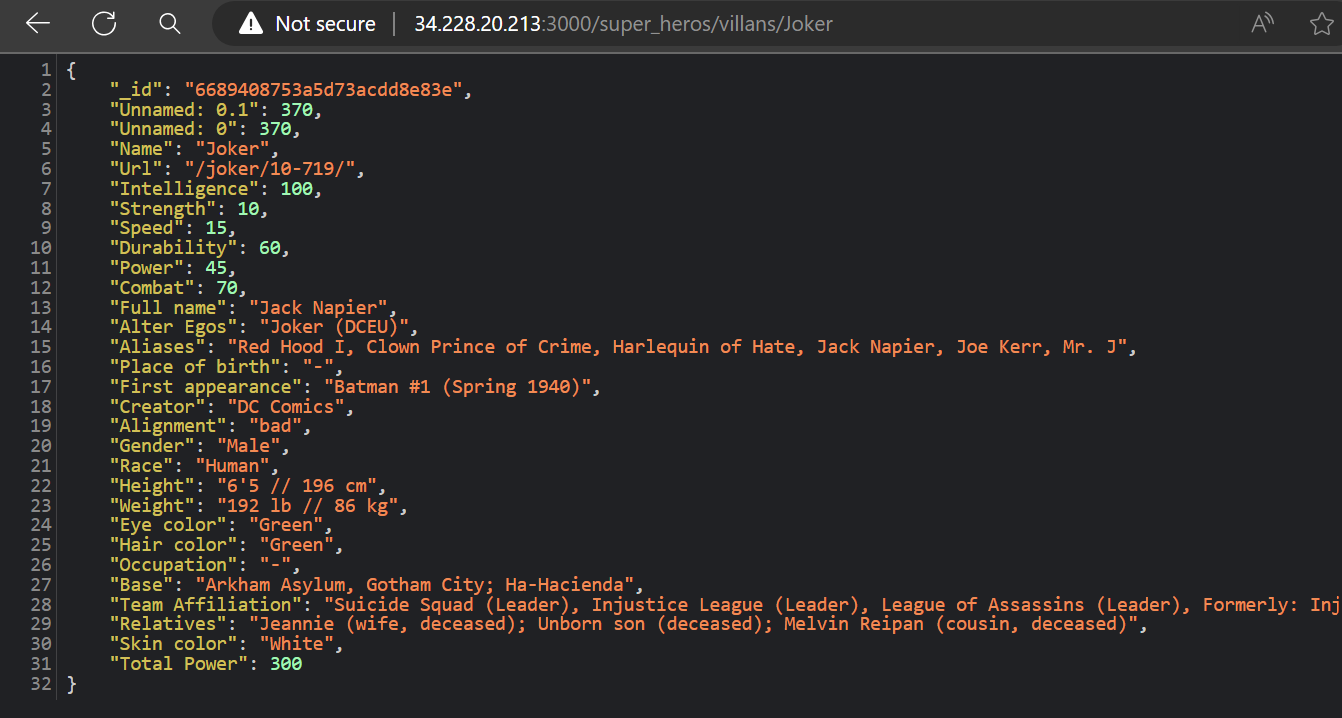 Not secure | 34.228.20.213:3000/super_heros/villans/Joker
1 {
2 "_id": "6689408753a5d73acdd8e83e",
3 "Unnamed: 0.1": 370,
4 "Unnamed: 0": 370,
5 "Name": "Joker",
6 "Url": "/joker/10-719/",
7 "Intelligence": 100,
8 "Strength": 10,
9 "Speed": 15,
10 "Durability": 60,
11 "Power": 45,
12 "Combat": 70,
13 "Full name": "Jack Napier",
14 "Alter Egos": "Joker (DCEU)",
15 "Aliases": "Red Hood I, Clown Prince of Crime, Harlequin of Hate, Jack Napier, Joe Kerr, Mr. J",
16 "Place of birth": "-",
17 "First appearance": "Batman #1 (Spring 1940)",
18 "Creator": "DC Comics",
19 "Alignment": "bad",
20 "Gender": "Male",
21 "Race": "Human",
22 "Height": "6'5 // 196 cm",
23 "Weight": "192 lb // 86 kg",
24 "Eye color": "Green",
25 "Hair color": "Green",
26 "Occupation": "-",
27 "Base": "Arkham Asylum, Gotham City; Ha-Hacienda",
28 "Team Affiliation": "Suicide Squad (Leader), Injustice League (Leader), League of Assassins (Leader), Formerly: Inj
29 "Relatives": "Jeannie (wife, deceased); Unborn son (deceased); Melvin Reipan (cousin, deceased)",
30 "Skin color": "White",
31 "Total Power": 300
32 }